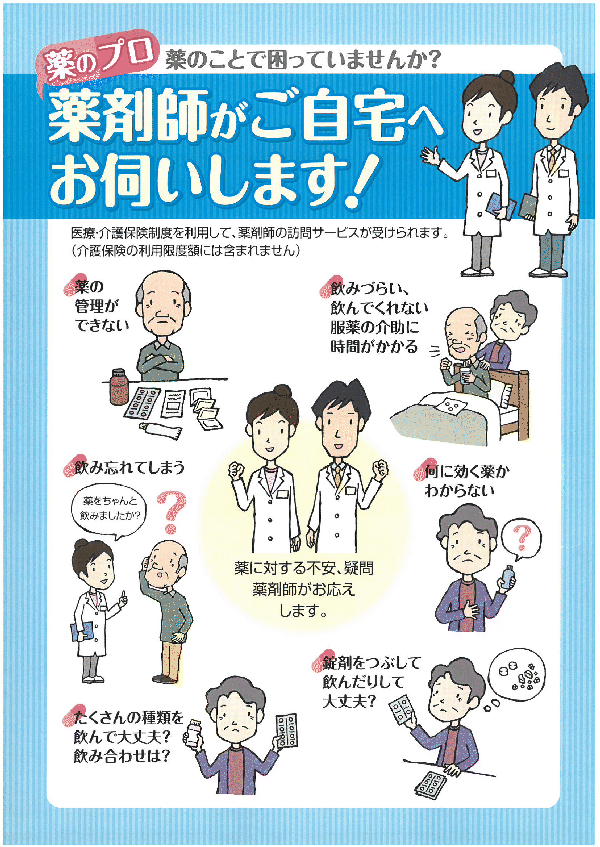 薬のプロ
薬のことで困っていませんか?
薬剤師がご自宅へ
お伺いします!
医療・介護保険制度を利用して、薬剤師の訪問サービスが受けられます。
(介護保険の利用限度額には含まれません)
薬の
管理が
できない
飲みづらい、
飲んでくれない
服薬の介助に
時間がかかる
飲み忘れてしまう
薬をちゃんと
飲みましたか?
?
何に効く薬か
わからない
?
薬に対する不安、疑問
薬剤師がお応え
します。
たくさんの種類を
飲んで大丈夫?
飲み合わせは?
錠剤をつぶして
飲んだりして
大丈夫?